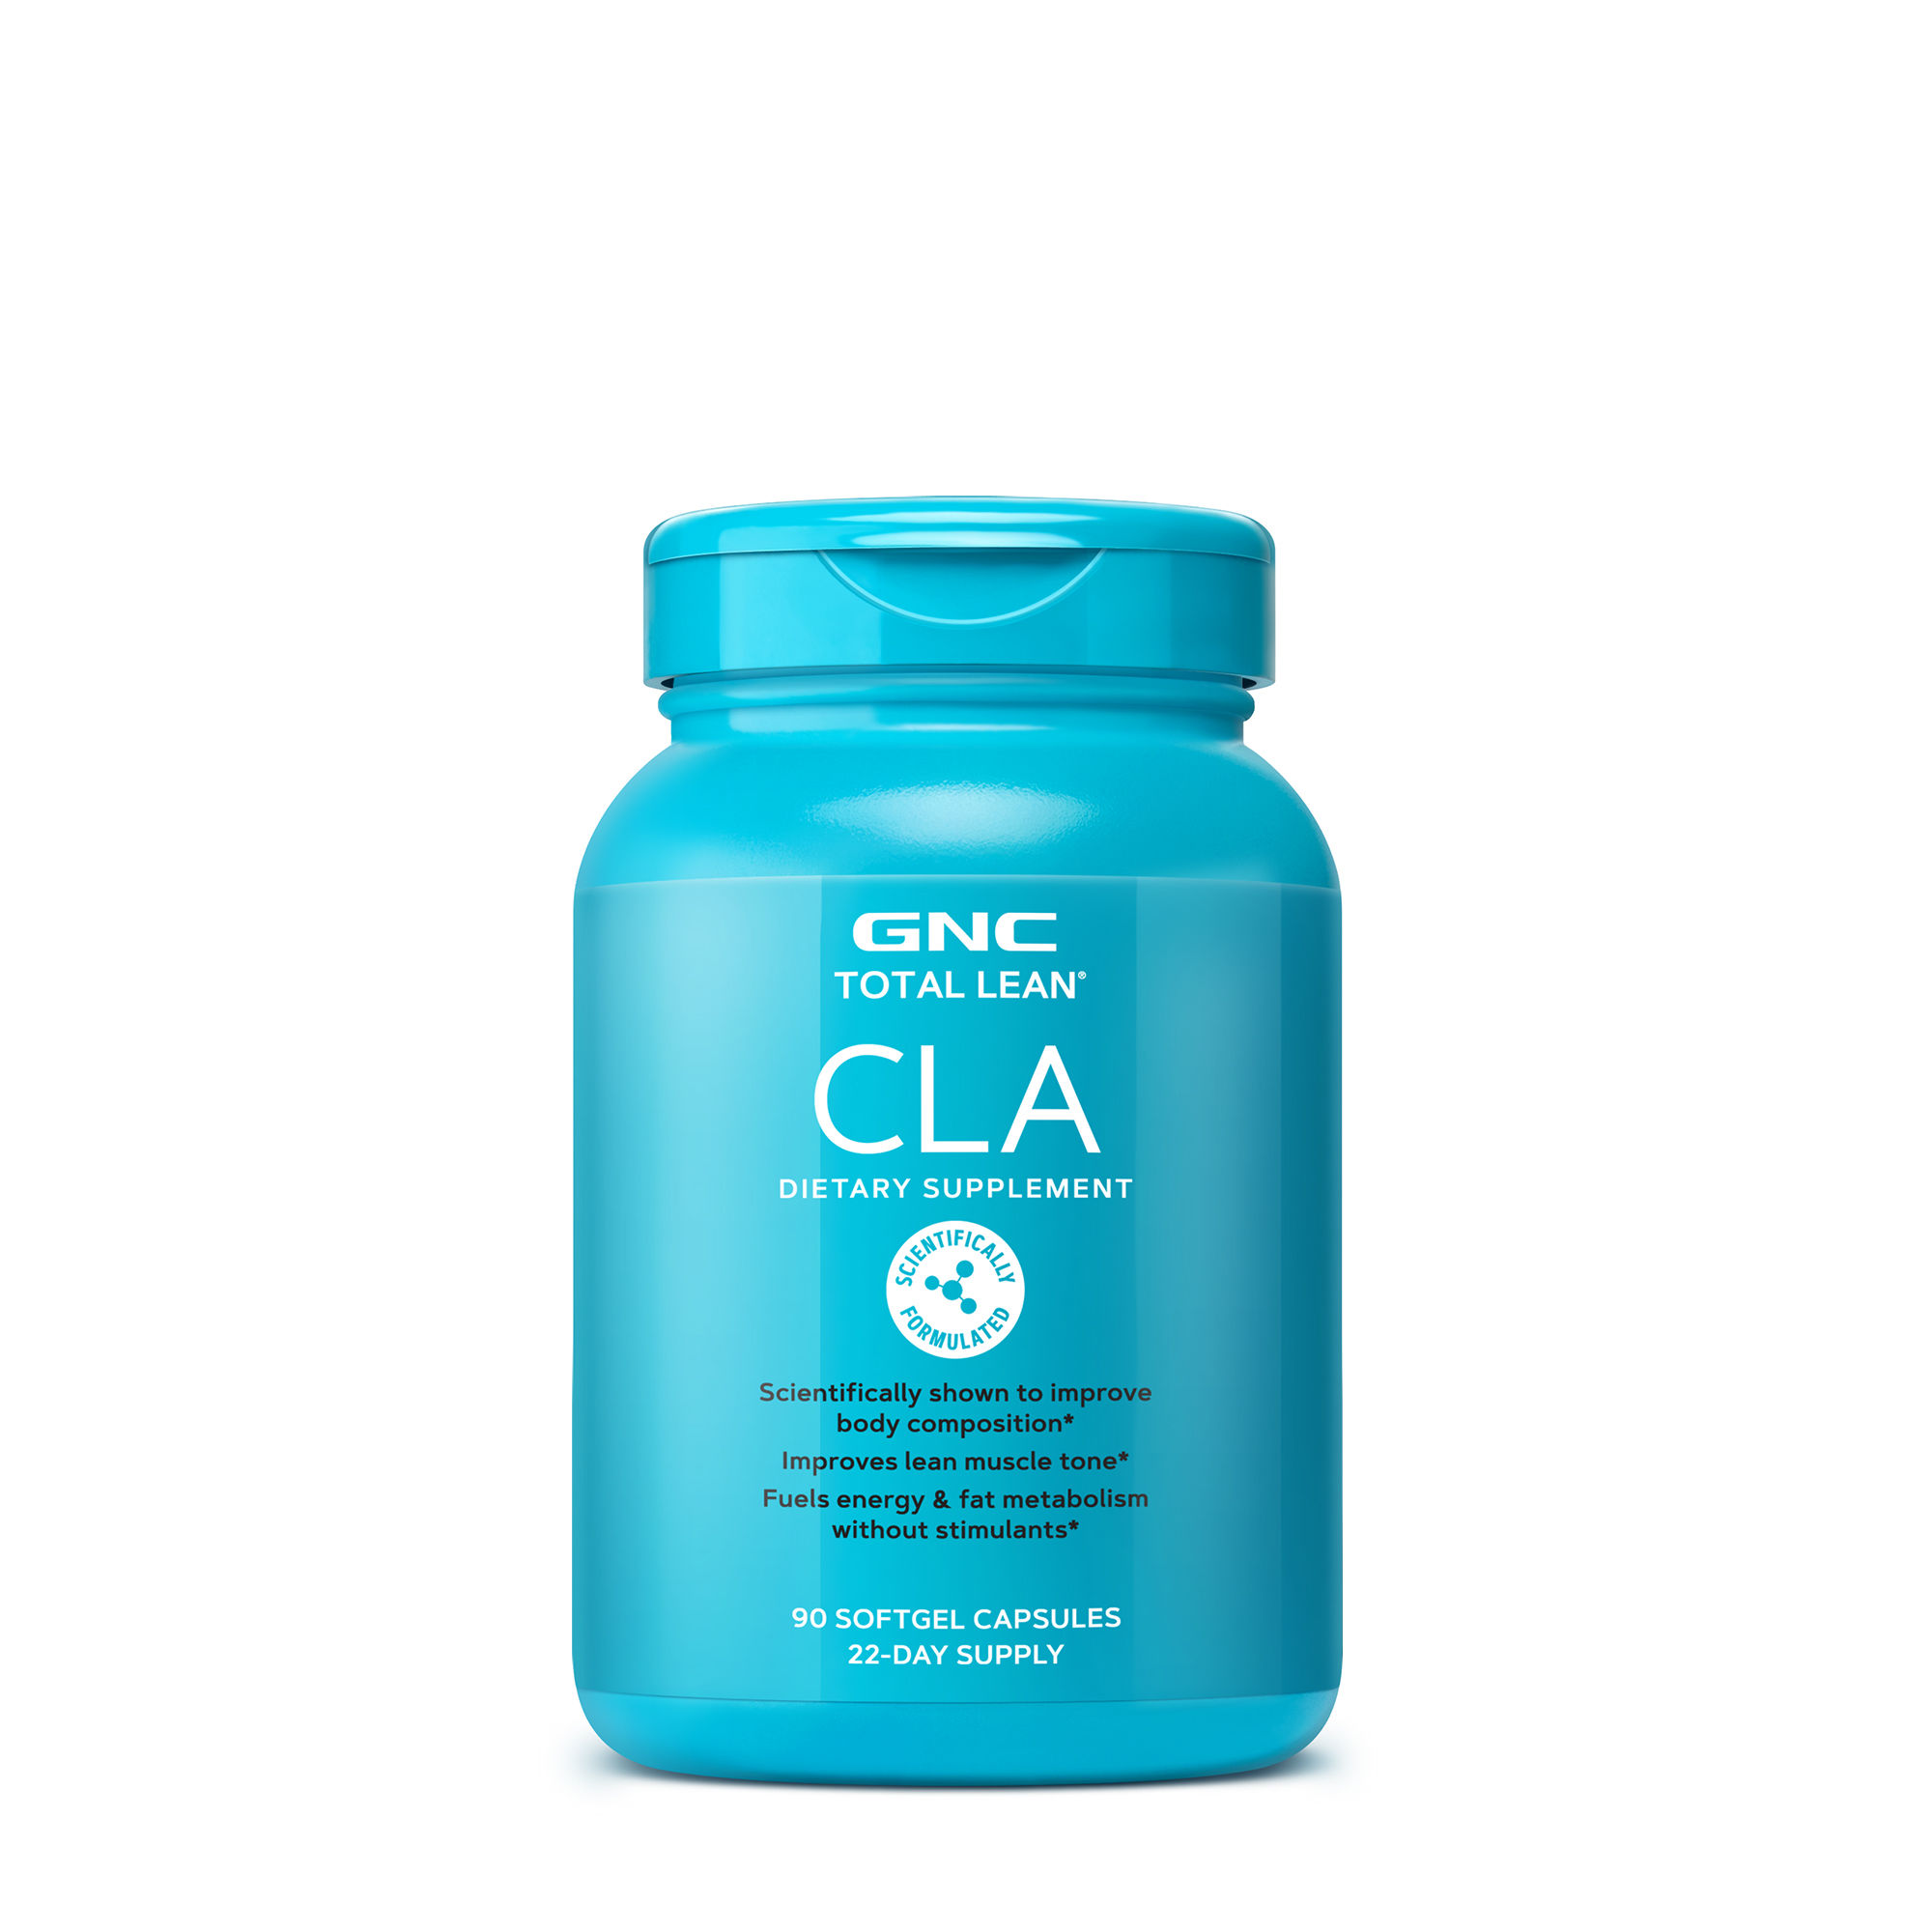 GNC
TOTAL LEAN®
CLA
DIETARY SUPPLEMENT
SCIENTIFICALLY
FORMULATED
Scientifically shown to improve
body composition*
Improves lean muscle tone*
Fuels energy & fat metabolism
without stimulants*
90 SOFTGEL CAPSULES
22-DAY SUPPLY